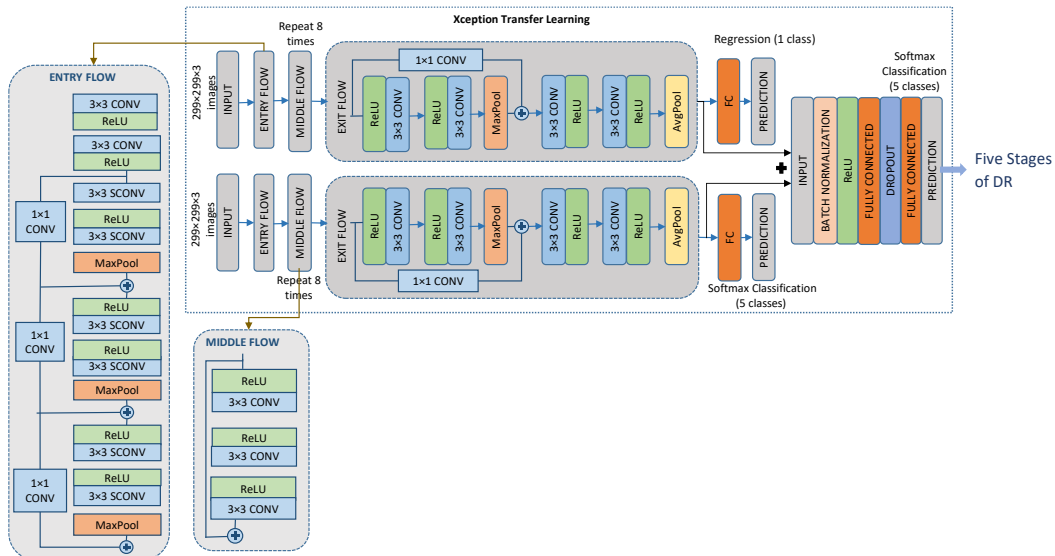 Xception Transfer Learning
Repeat 8
times
Regression (1 class)
Softmax
Classification
(5 classes)
299×299×3
images
INPUT
ENTRY FLOW
MIDDLE FLOW
EXIT FLOW
1×1 CONV
ReLU
3×3 CONV
ReLU
3×3 CONV
MaxPool
3×3 CONV
ReLU
3×3 CONV
ReLU
AvgPool
FC
PREDICTION
299×299×3
images
INPUT
ENTRY FLOW
MIDDLE FLOW
Repeat 8
times
EXIT FLOW
ReLU
3×3 CONV
ReLU
3×3 CONV
MaxPool
3×3 CONV
ReLU
3×3 CONV
ReLU
AvgPool
1×1 CONV
FC
PREDICTION
Softmax Classification
(5 classes)
INPUT
BATCH NORMALIZATION
ReLU
FULLY CONNECTED
DROPOUT
FULLY CONNECTED
PREDICTION
Five Stages
of DR
ENTRY FLOW
3×3 CONV
ReLU
3×3 CONV
ReLU
3×3 SCONV
1×1
CONV
ReLU
3×3 SCONV
MaxPool
ReLU
3×3 SCONV
1×1
CONV
ReLU
3×3 SCONV
MaxPool
ReLU
3×3 SCONV
1×1
CONV
ReLU
3×3 SCONV
MaxPool
MIDDLE FLOW
ReLU
3×3 CONV
ReLU
3×3 CONV
ReLU
3×3 CONV